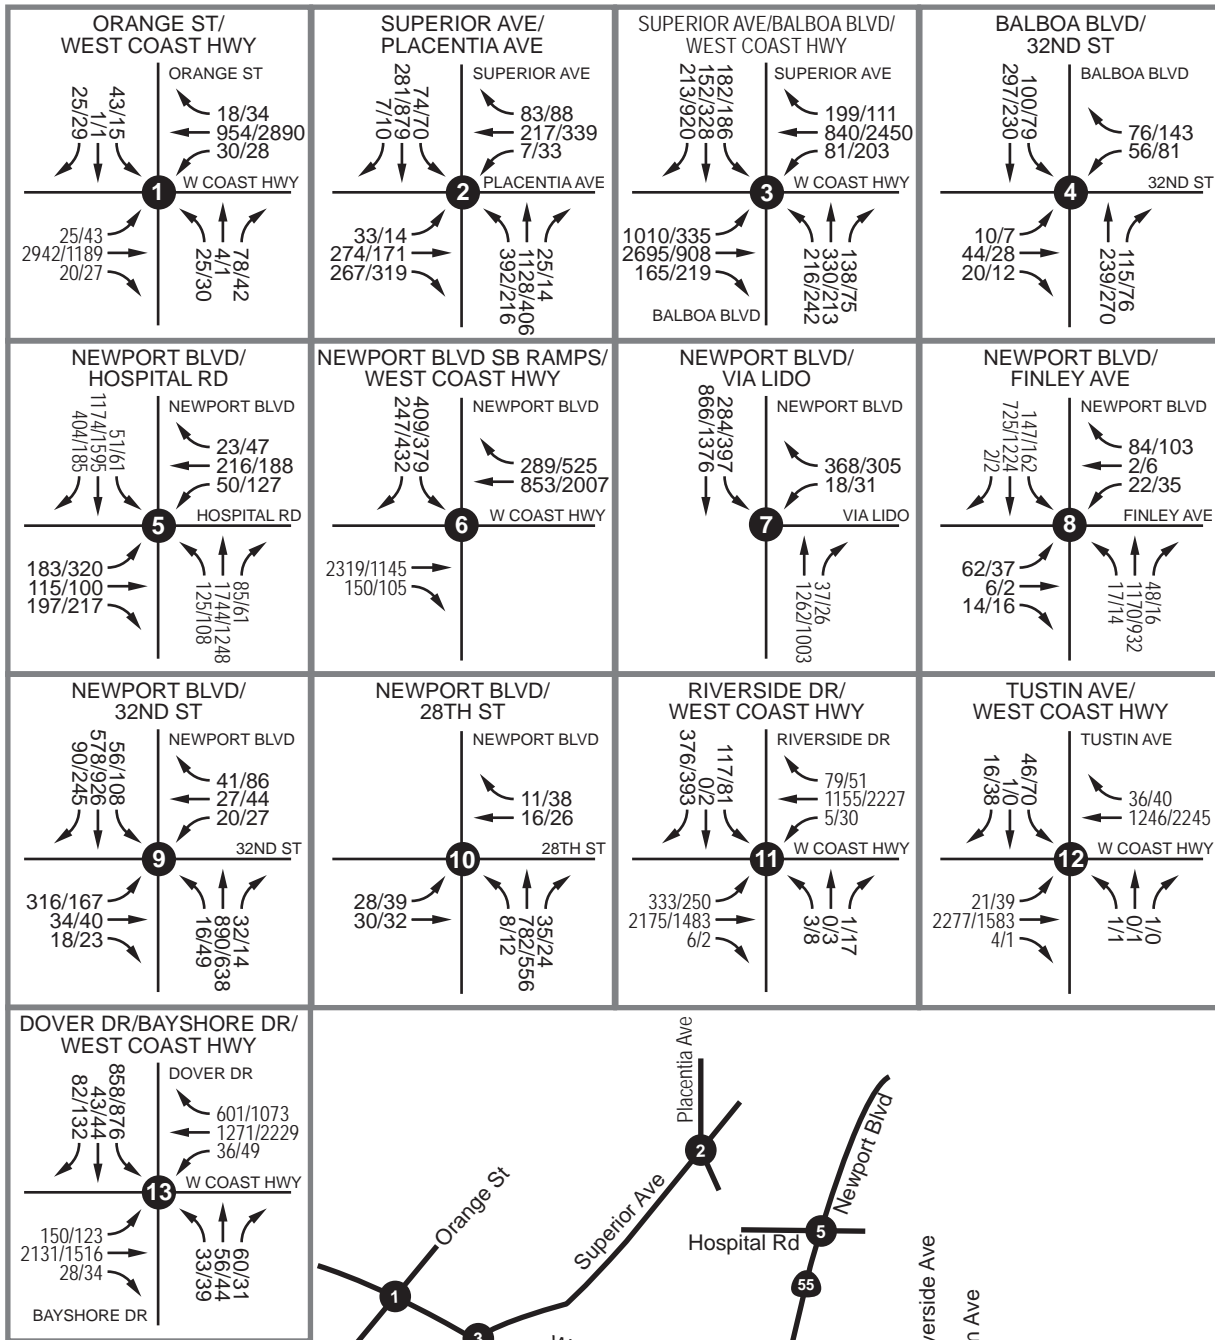 ORANGE ST/
WEST COAST HWY
ORANGE ST
43/15
1/1
25/29
18/34
954/2890
30/28
1
W COAST HWY
25/43
2942/1189
20/27
25/30
4/1
78/42
SUPERIOR AVE/
PLACENTIA AVE
SUPERIOR AVE
74/70
281/879
7/10
83/88
217/339
7/33
2
PLACENTIA AVE
33/14
274/171
267/319
392/216
1128/406
25/14
SUPERIOR AVE/BALBOA BLVD/
WEST COAST HWY
SUPERIOR AVE
182/186
152/328
213/920
199/111
840/2450
81/203
3
W COAST HWY
1010/335
2695/908
165/219
216/242
330/213
138/75
BALBOA BLVD
BALBOA BLVD/
32ND ST
BALBOA BLVD
100/79
297/230
76/143
56/81
4
32ND ST
10/7
44/28
20/12
239/270
115/76
NEWPORT BLVD/
HOSPITAL RD
NEWPORT BLVD
51/61
1174/1595
404/185
23/47
216/188
50/127
5
HOSPITAL RD
183/320
115/100
197/217
125/108
1744/1248
85/61
NEWPORT BLVD SB RAMPS/
WEST COAST HWY
NEWPORT BLVD
409/379
247/432
289/525
853/2007
6
W COAST HWY
2319/1145
150/105
NEWPORT BLVD/
VIA LIDO
NEWPORT BLVD
284/397
866/1376
368/305
18/31
7
VIA LIDO
1262/1003
37/26
NEWPORT BLVD/
FINLEY AVE
NEWPORT BLVD
147/162
725/1224
2/2
84/103
2/6
22/35
8
FINLEY AVE
62/37
6/2
14/16
17/14
1170/932
48/16
NEWPORT BLVD/
32ND ST
NEWPORT BLVD
56/108
578/926
90/245
41/86
27/44
20/27
9
32ND ST
316/167
34/40
18/23
16/49
890/638
32/14
NEWPORT BLVD/
28TH ST
NEWPORT BLVD
11/38
16/26
10
28TH ST
28/39
30/32
8/12
782/556
35/24
RIVERSIDE DR/
WEST COAST HWY
RIVERSIDE DR
117/81
0/2
376/393
79/51
1155/2227
5/30
11
W COAST HWY
333/250
2175/1483
6/2
3/8
0/3
1/17
TUSTIN AVE/
WEST COAST HWY
TUSTIN AVE
46/70
1/0
16/38
36/40
1246/2245
12
W COAST HWY
21/39
2277/1583
4/1
1/1
0/1
1/0
DOVER DR/BAYSHORE DR/
WEST COAST HWY
DOVER DR
858/876
43/44
82/132
601/1073
1271/2229
36/49
13
W COAST HWY
150/123
2131/1516
28/34
33/39
56/44
60/31
BAYSHORE DR
Placentia Ave
2
Newport Blvd
Orange St
Superior Ave
Hospital Rd
5
55
1
3